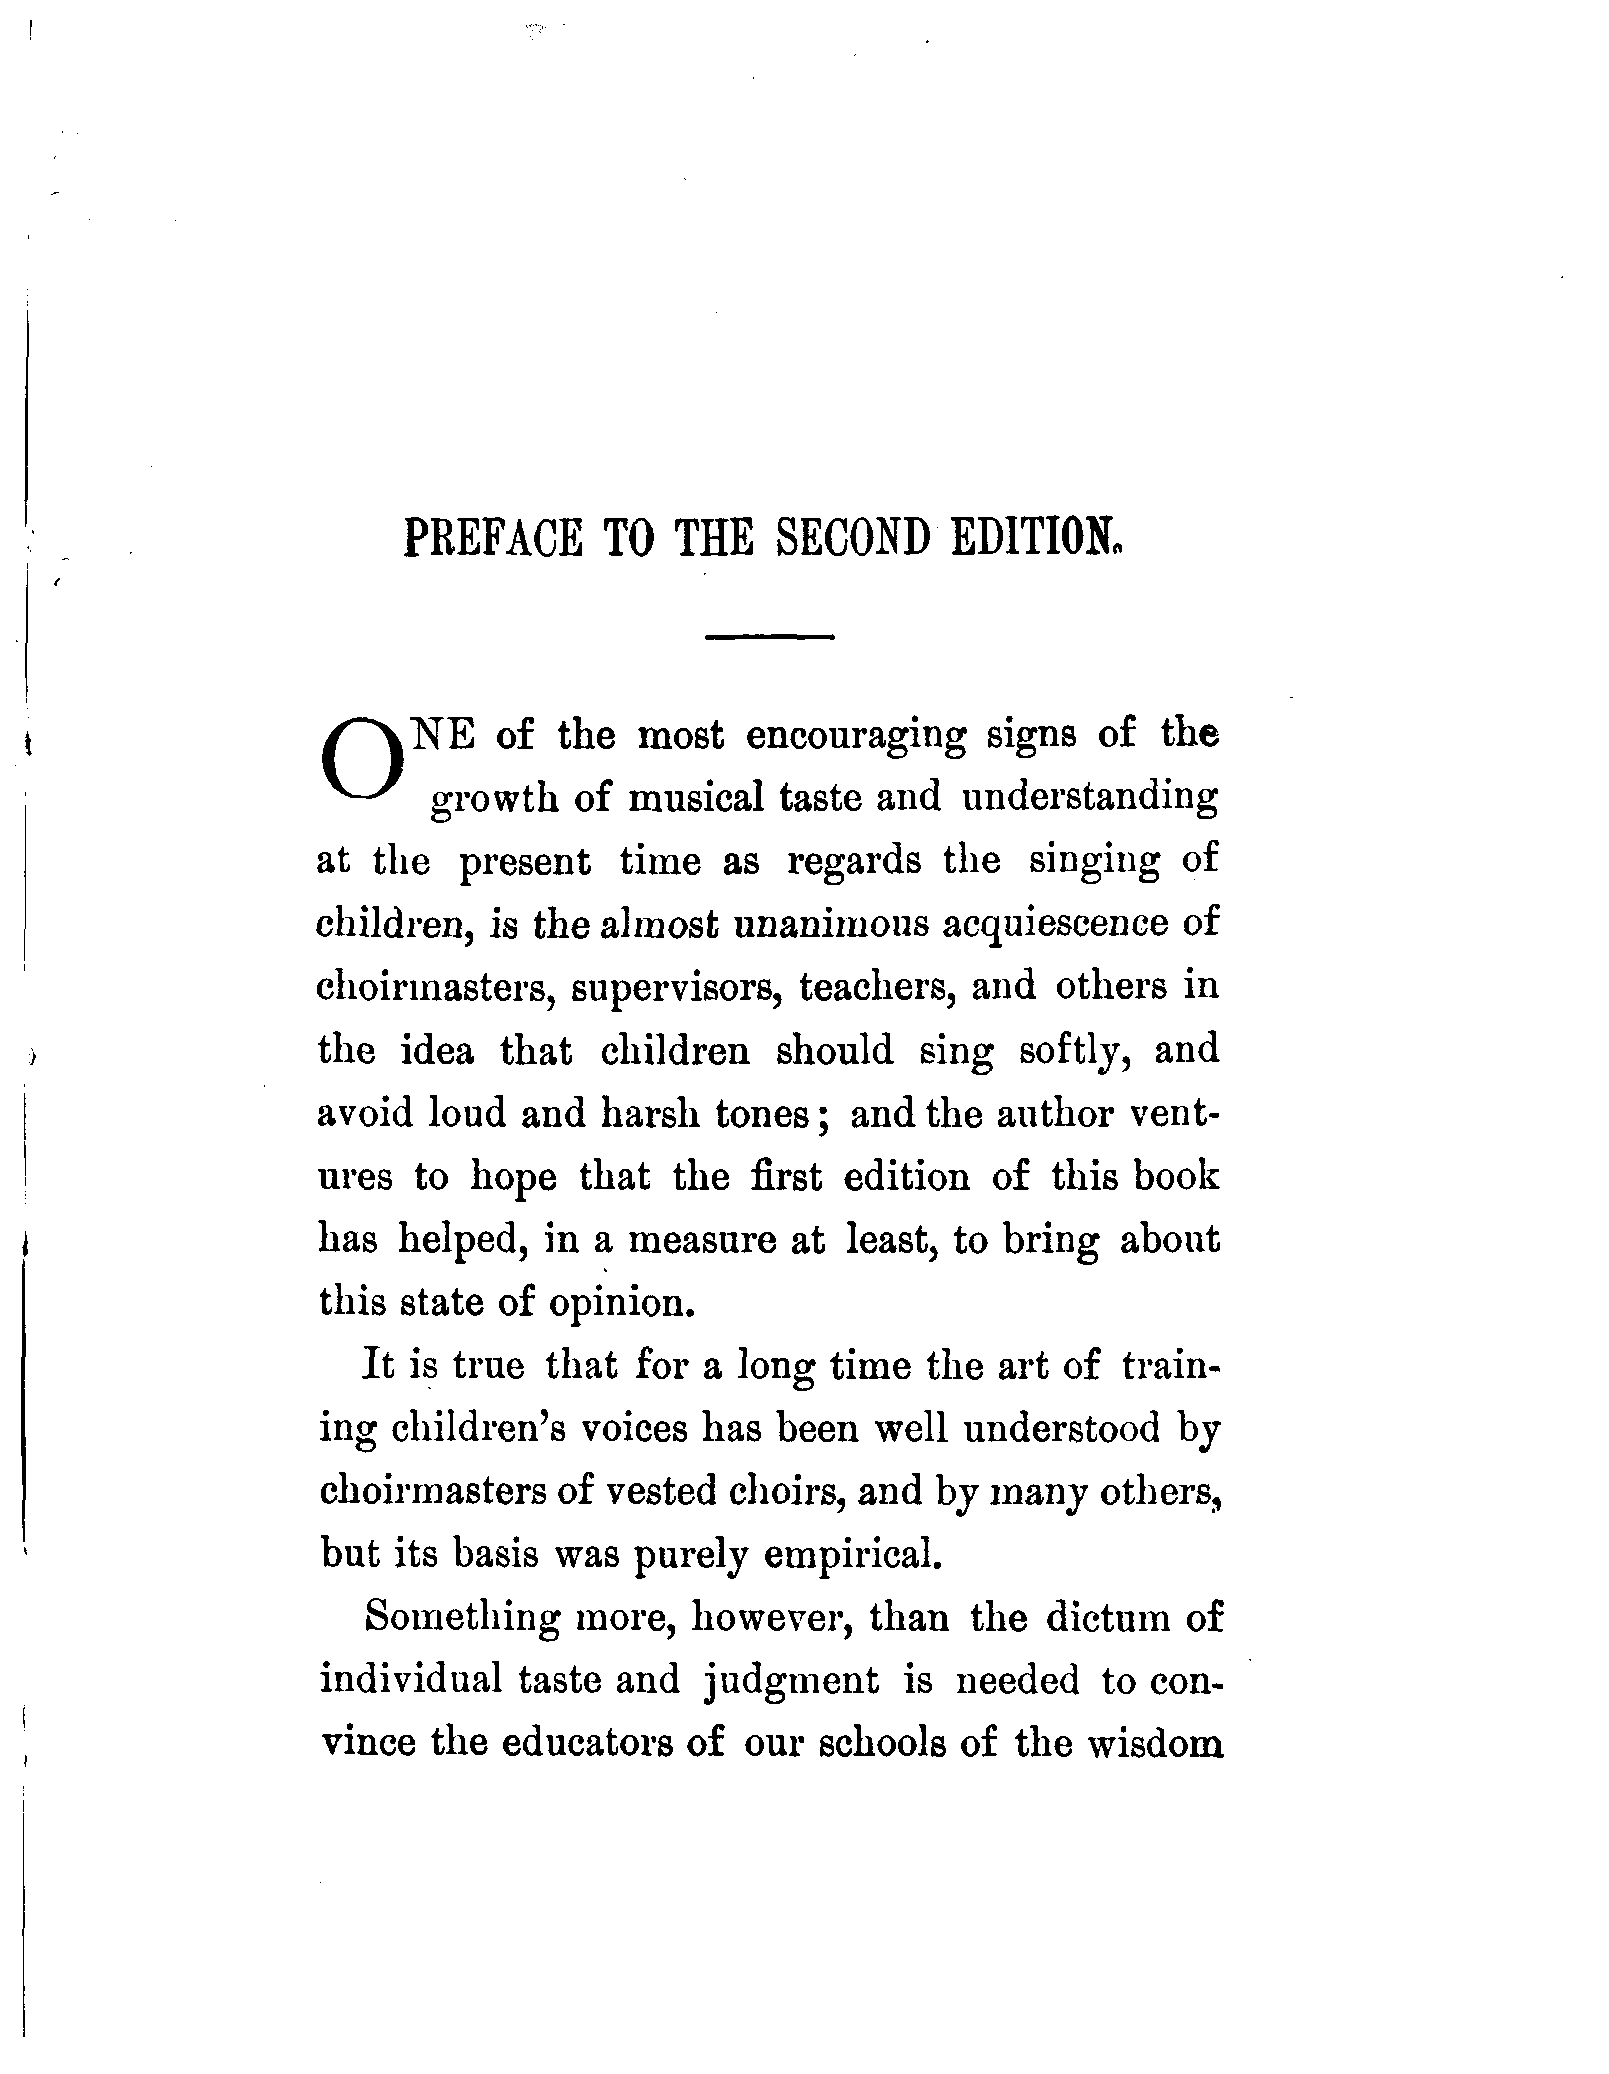 PREFACE TO THE SECOND EDITION.
ONE of the most encouraging signs of the
growth of musical taste and understanding
at the present time as regards the singing of
children, is the almost unanimous acquiescence of
choirmasters, supervisors, teachers, and others in
the idea that children should sing softly, and
avoid loud and harsh tones; and the author vent-
ures to hope that the first edition of this book
has helped, in a measure at least, to bring about
this state of opinion.
It is true that for a long time the art of train-
ing children's voices has been well understood by
choirmasters of vested choirs, and by many others,
but its basis was purely empirical.
Something more, however, than the dictum of
individual taste and judgment is needed to con-
vince the educators of our schools of the wisdom